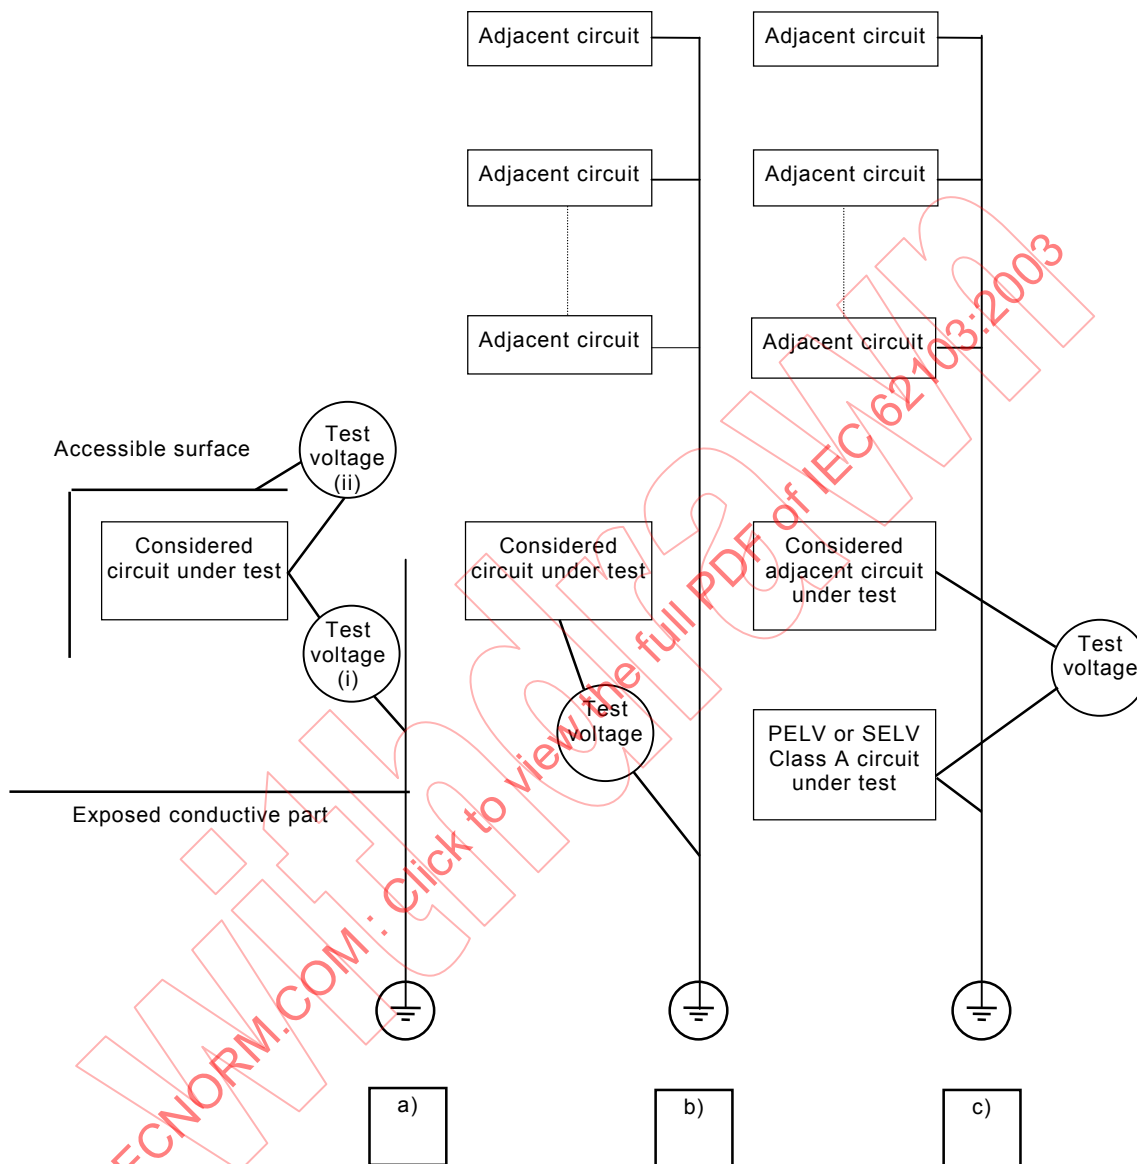 Adjacent circuit
Adjacent circuit
Adjacent circuit
Adjacent circuit
Adjacent circuit
Adjacent circuit
Accessible surface
Test
voltage
(ii)
Considered
circuit under test
Test
voltage
(i)
Exposed conductive part
Considered
circuit under test
Test
voltage
Considered
adjacent circuit
under test
Test
voltage
PELV or SELV
Class A circuit
under test
a)
b)
c)
ECNORM.COM : Click to view the full PDF of IEC 62103:2003
withdrawn